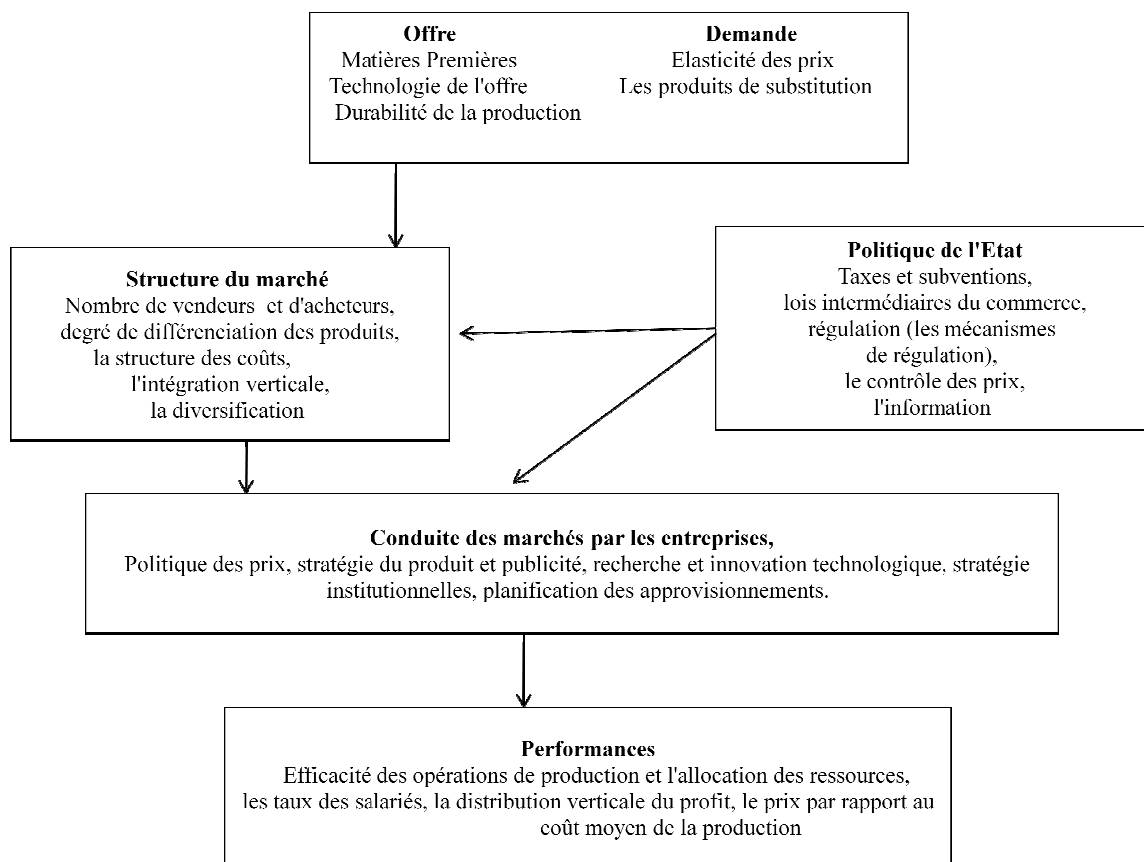 Offre
Matières Premières
Technologie de l'offre
Durabilité de la production
Demande
Elasticité des prix
Les produits de substitution
Structure du marché
Nombre de vendeurs et d'acheteurs,
degré de différenciation des produits,
la structure des coûts,
l'intégration verticale,
la diversification
Politique de l'Etat
Taxes et subventions,
lois intermédiaires du commerce,
régulation (les mécanismes
de régulation),
le contrôle des prix,
l'information
Conduite des marchés par les entreprises,
Politique des prix, stratégie du produit et publicité, recherche et innovation technologique, stratégie
institutionnelles, planification des approvisionnements.
Performances
Efficacité des opérations de production et l'allocation des ressources,
les taux des salariés, la distribution verticale du profit, le prix par rapport au
coût moyen de la production